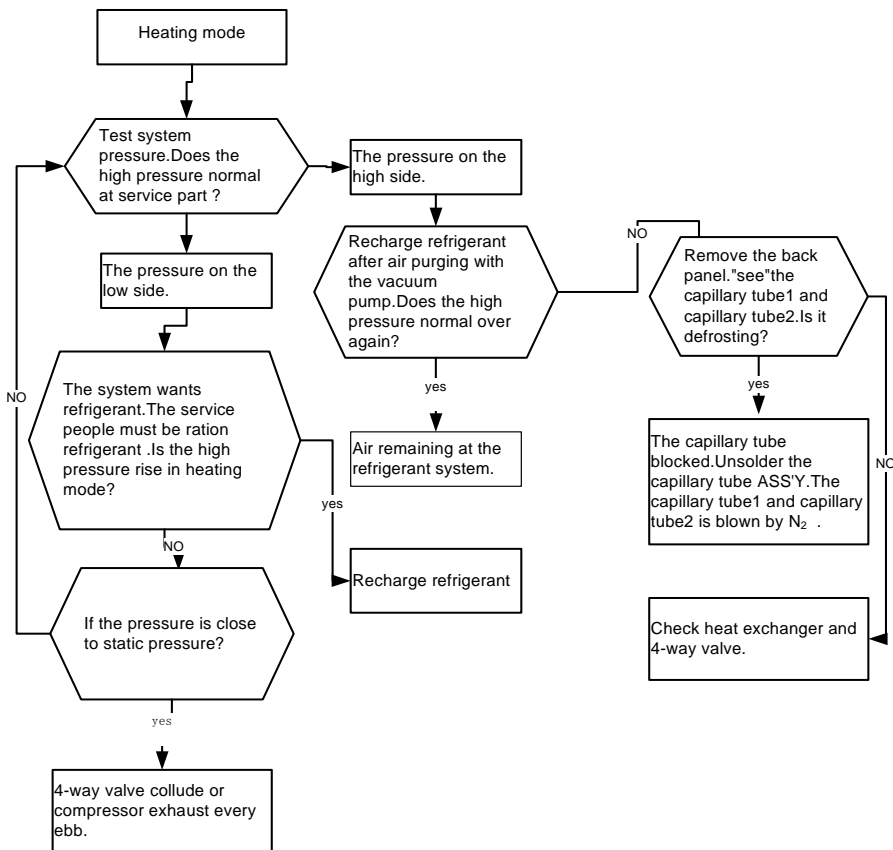 Heating mode
Test system
pressure.Does the
high pressure normal
at service part ?
The pressure on the
high side.
The pressure on the
low side.
Recharge refrigerant
after air purging with
the vacuum
pump.Does the high
pressure normal over
again?
NO
Remove the back
panel."see"the
capillary tube1 and
capillary tube2.Is it
defrosting?
NO
The system wants
refrigerant.The service
people must be ration
refrigerant .Is the high
pressure rise in heating
mode?
yes
Air remaining at the
refrigerant system.
yes
The capillary tube
blocked.Unsolder the
capillary tube ASS'Y.The
capillary tube1 and capillary
tube2 is blown by N₂ .
NO
yes
NO
Recharge refrigerant
If the pressure is close
to static pressure?
Check heat exchanger and
4-way valve.
yes
4-way valve collude or
compressor exhaust every
ebb.